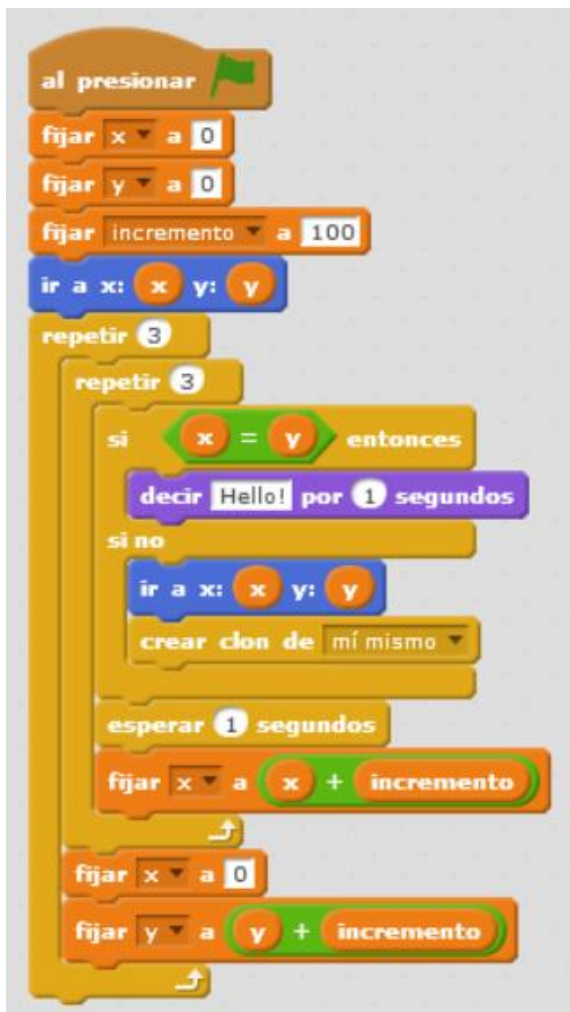 al presionar
fijar x a 0
fijar y a 0
fijar incremento a 100
ir a x: x y: y
repetir 3
repetir 3
si x = y entonces
decir Hello! por 1 segundos
si no
ir a x: x y: y
crear clon de mí mismo
esperar 1 segundos
fijar x a x + incremento
fijar x a 0
fijar y a y + incremento